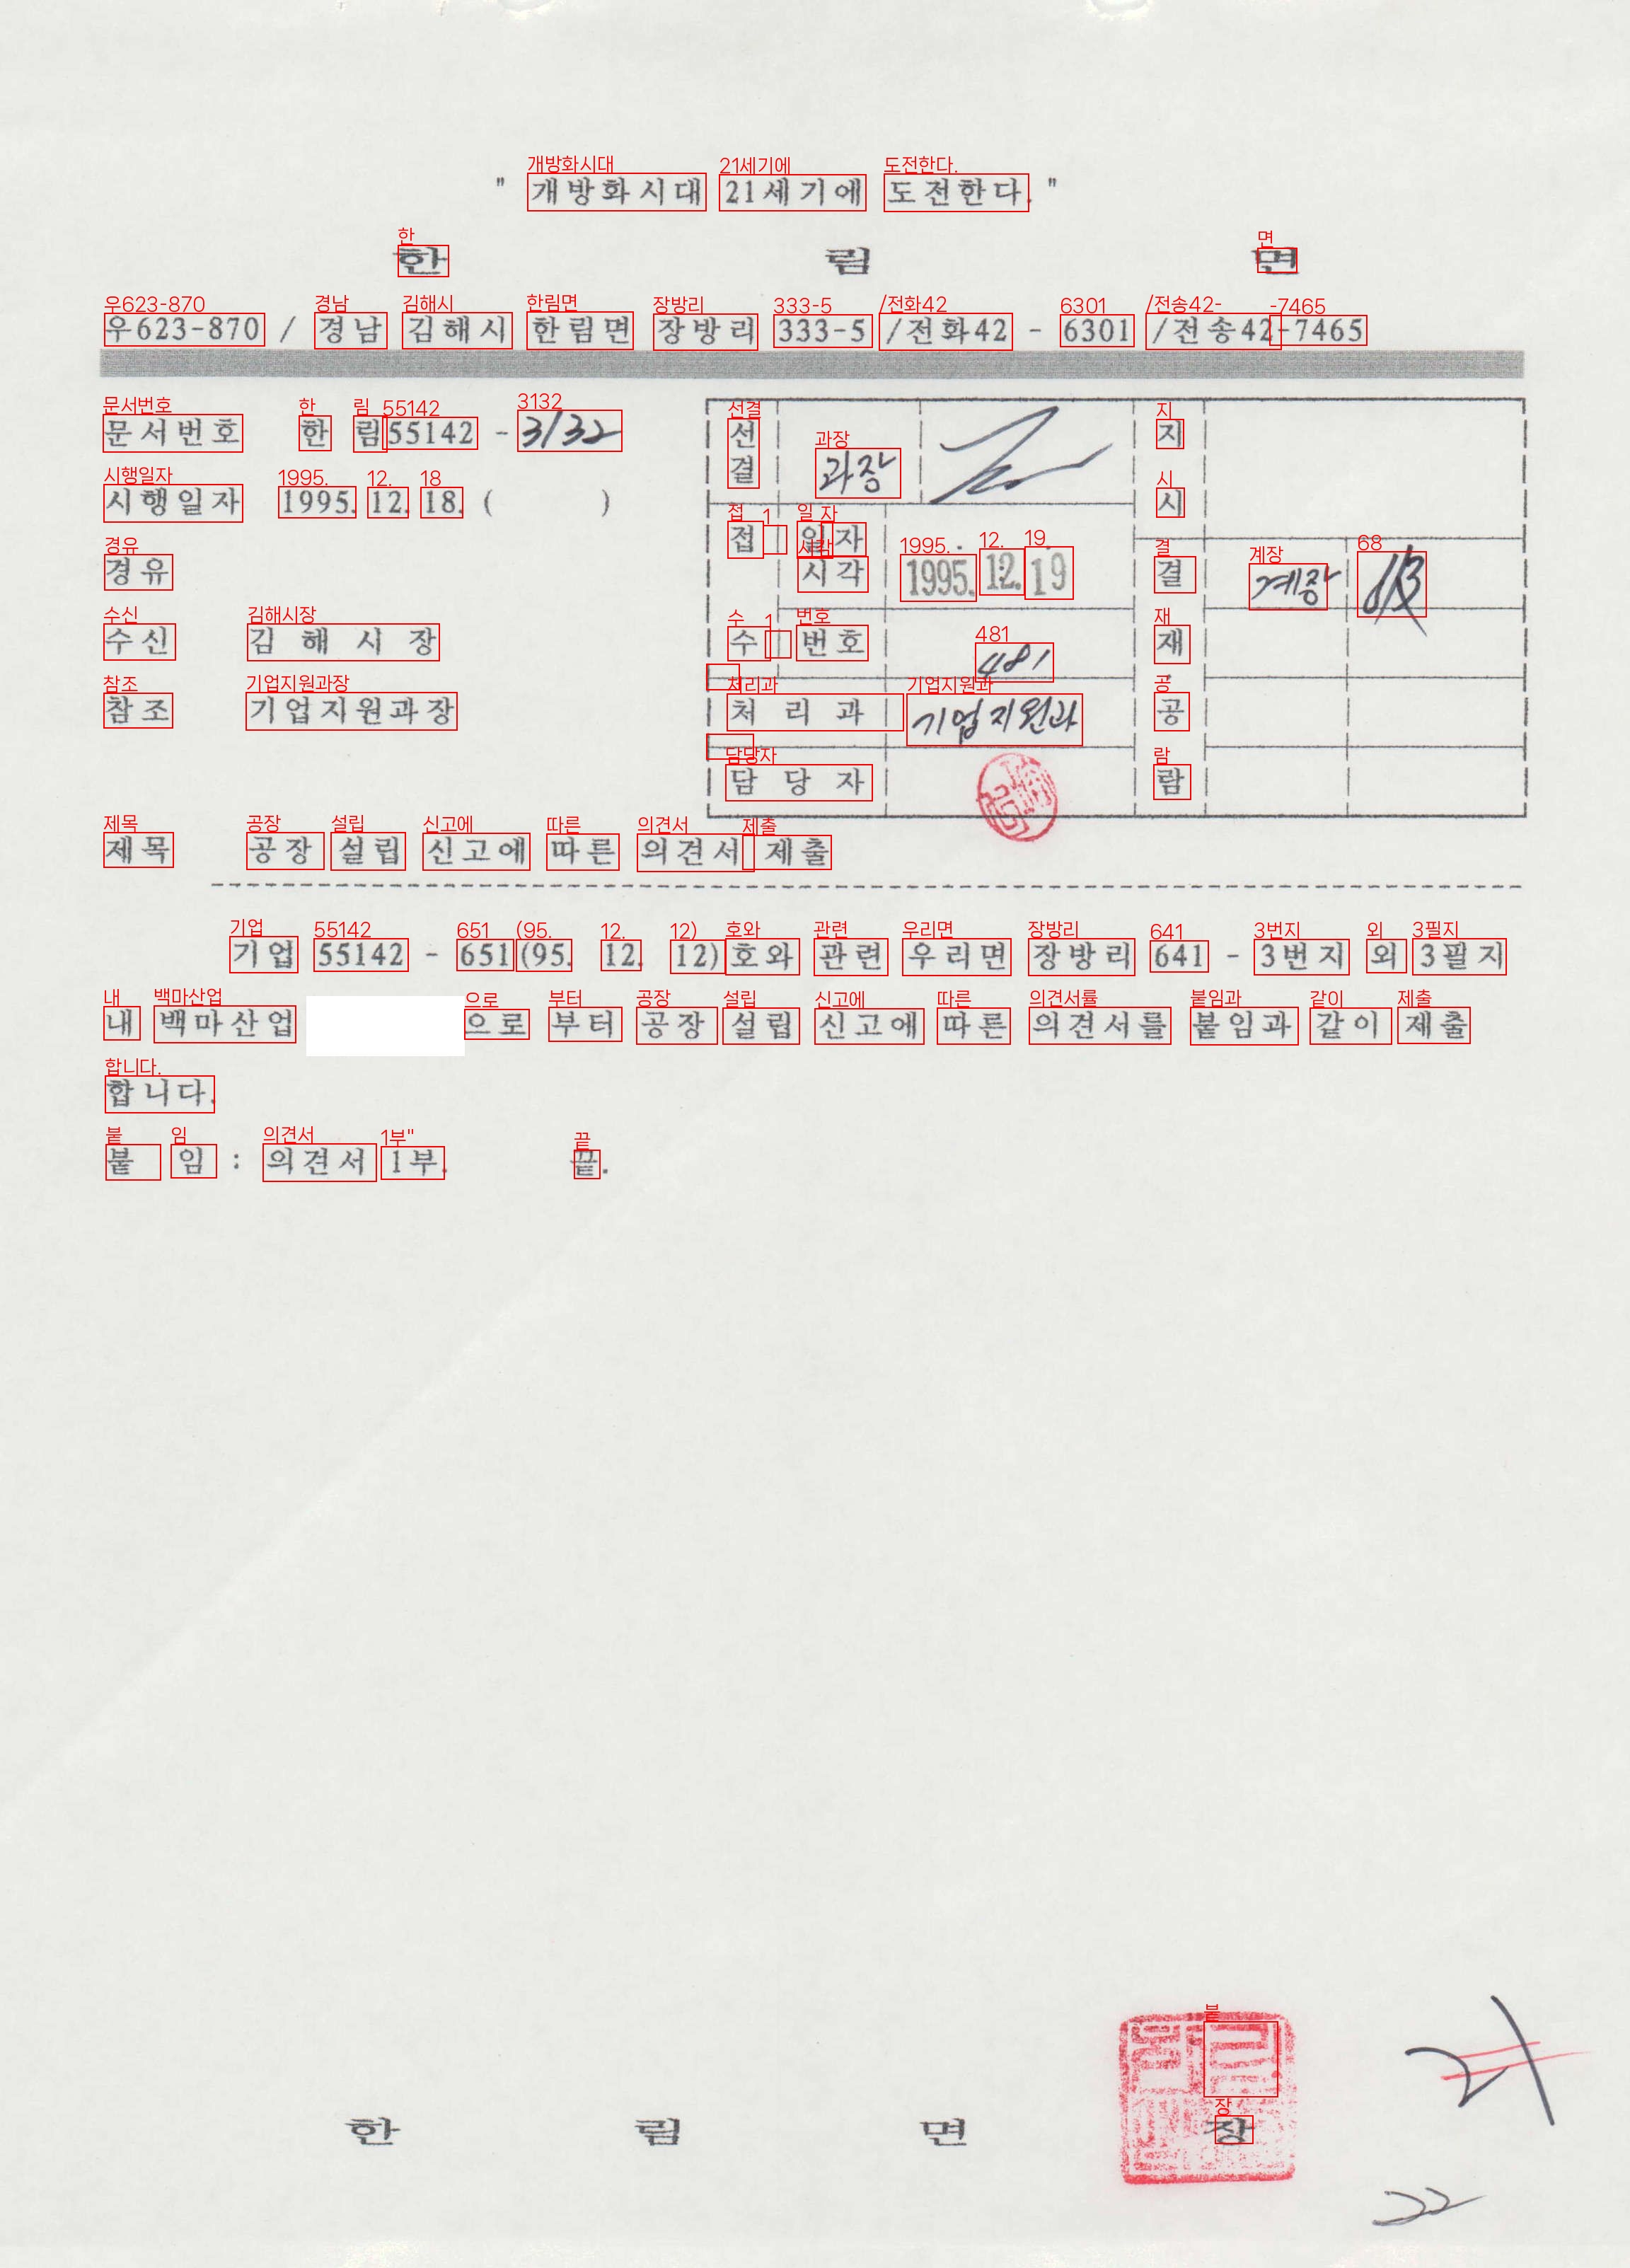 " 개방화시대 21세기에 도전한다. "
한 림 면
우623-870 / 경남 김해시 한림면 장방리 333-5 /전화42 - 6301 /전송42-7465
문서번호 한 림55142 - 3132
시행일자 1995. 12. 18. ( )
경유
수신 김 해 시 장
참조 기업지원과장
선결 과장 지시
접수 일자 시각 1995. 12. 19 결재 계장
번호 481
처 리 과 기업지원과 공람
담 당 자
제목 공장 설립 신고에 따른 의견서 제출
기업 55142 - 651(95. 12. 12)호와 관련 우리면 장방리 641 - 3번지 외 3필지
내 백마산업 으로 부터 공장 설립 신고에 따른 의견서를 붙임과 같이 제출
합니다.
붙 임 : 의견서 1부. 끝.
한 림 면 장
22